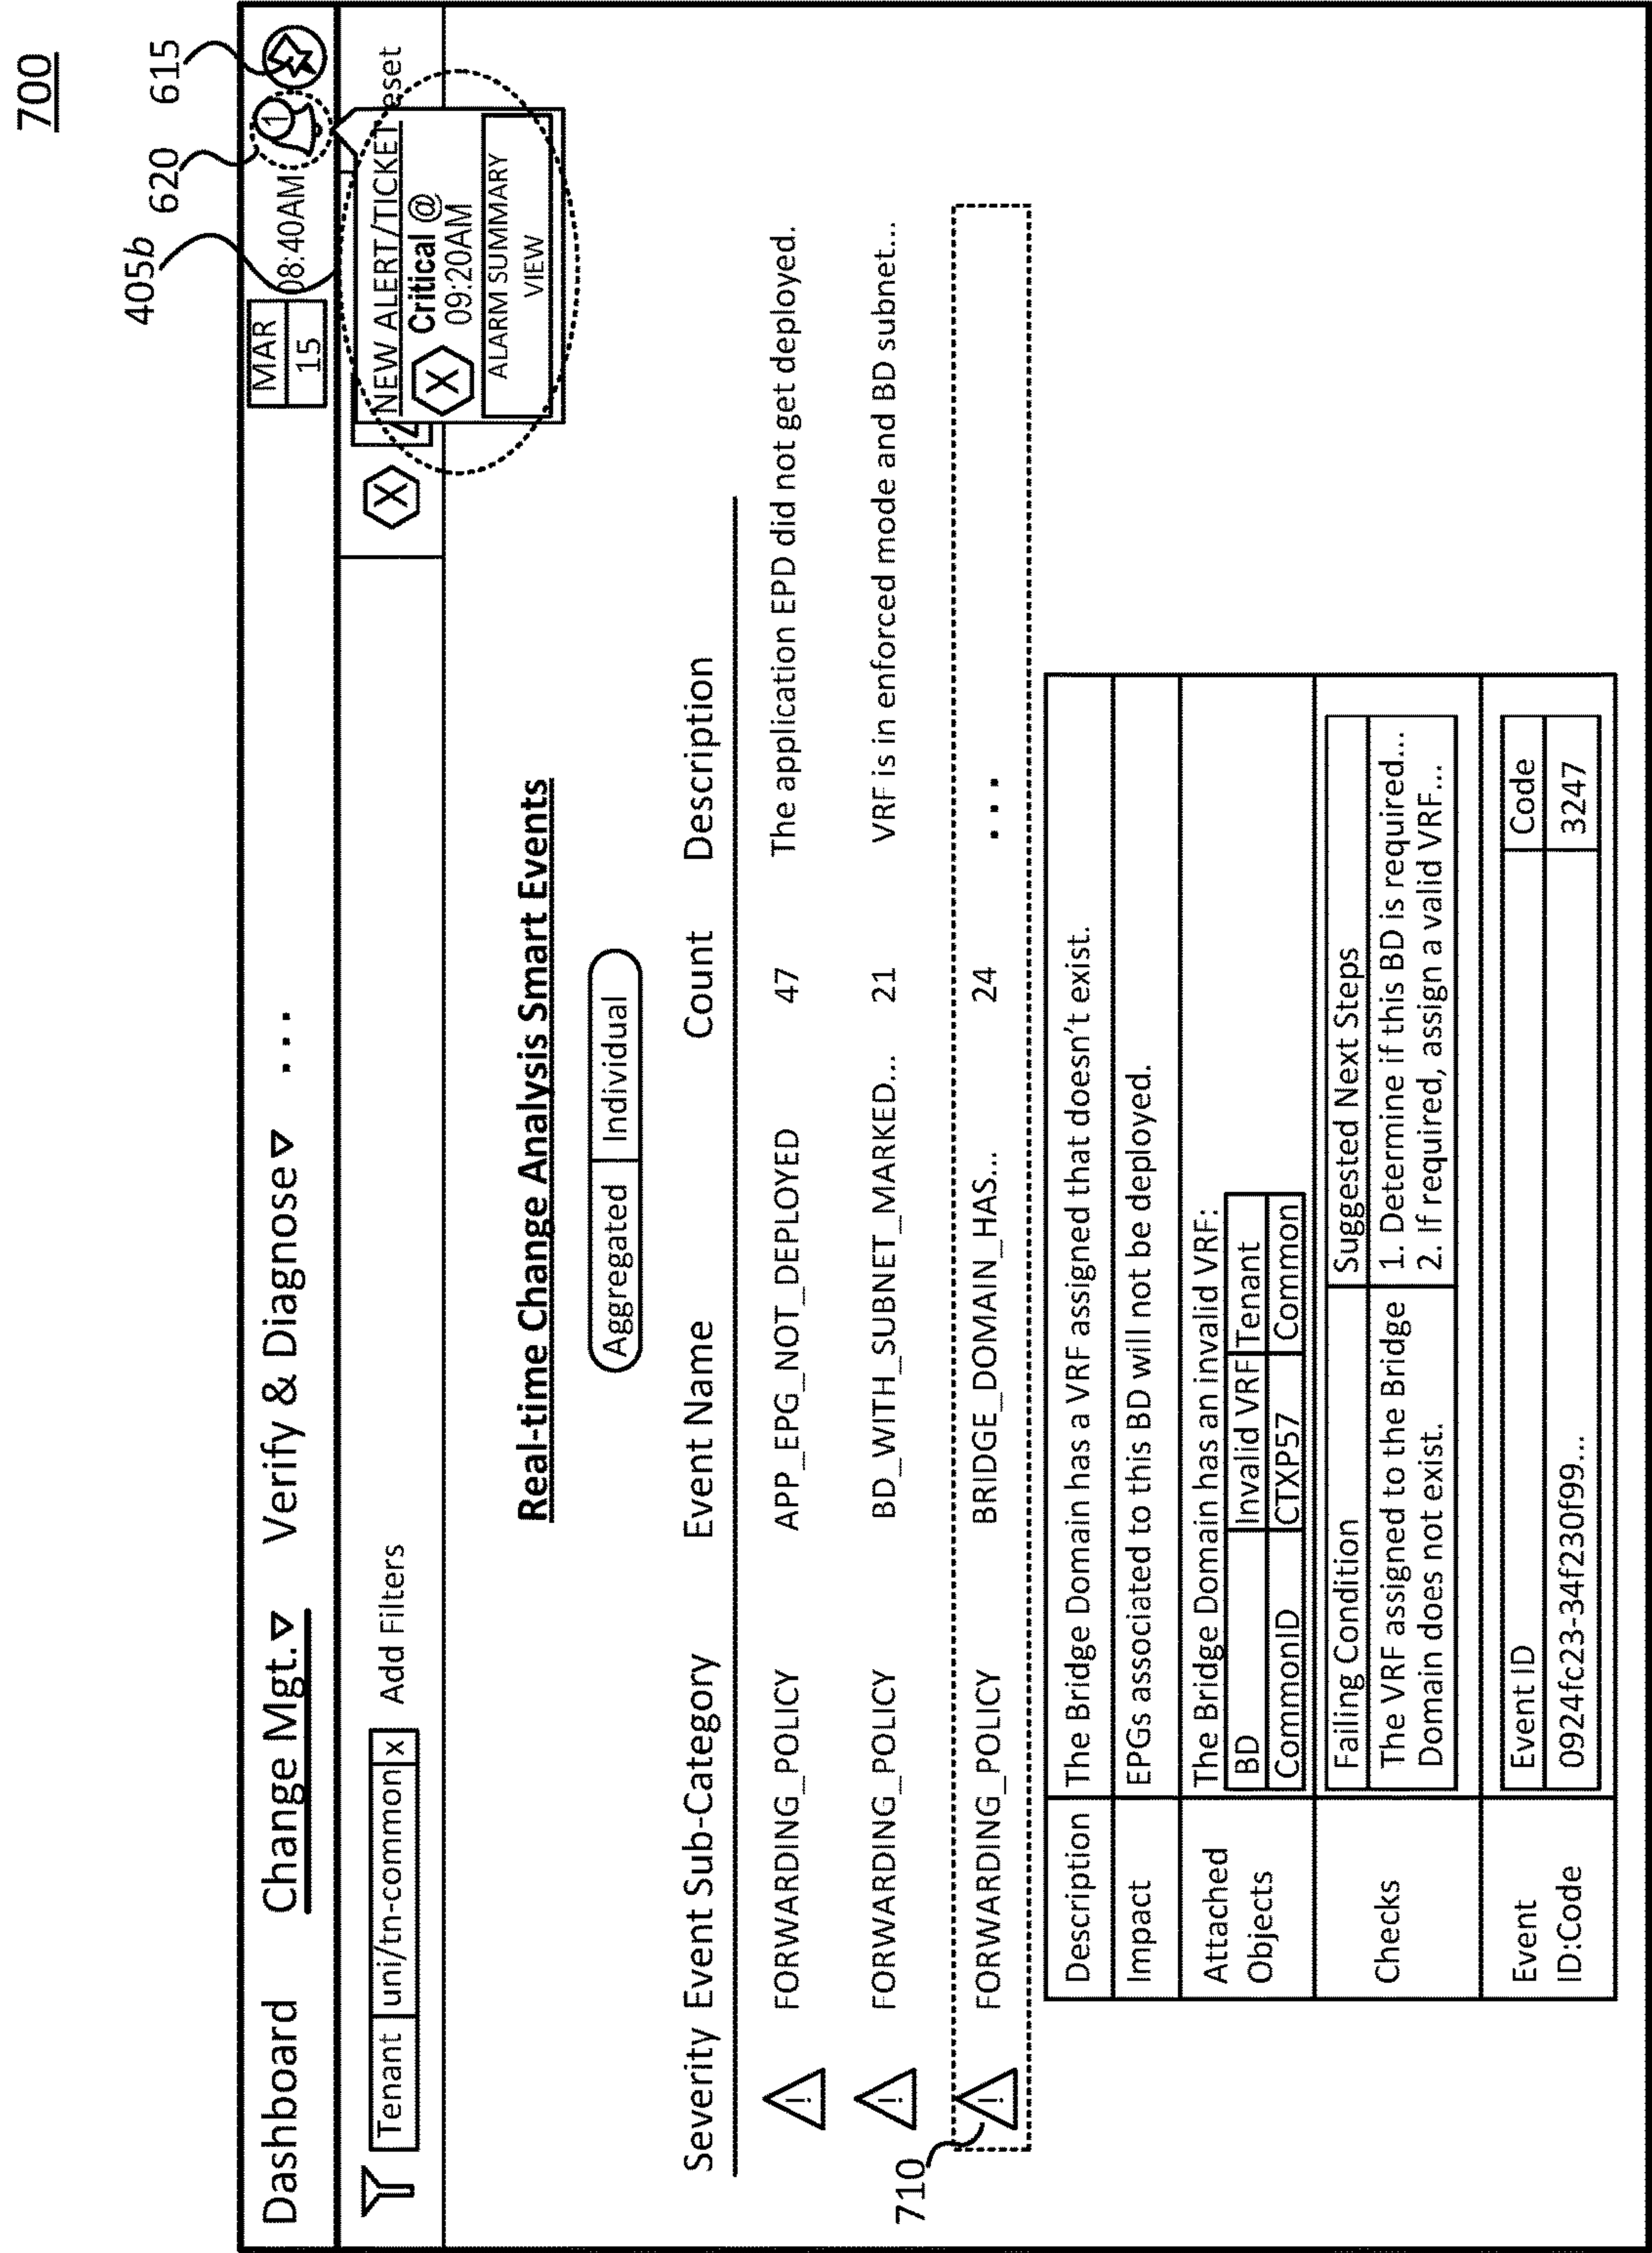 700
405b
620
615
Dashboard
Change Mgt.
Verify & Diagnose
...
MAR
15
08:40AM
1
Tenant
uni/tn-common
x
Add Filters
X
eset
NEW ALERT/TICKET
X
Critical @
09:20AM
ALARM SUMMARY
VIEW
Real-time Change Analysis Smart Events
Aggregated
Individual
Severity Event Sub-Category Event Name Count Description
! FORWARDING_POLICY APP_EPG_NOT_DEPLOYED 47 The application EPD did not get deployed.
! FORWARDING_POLICY BD_WITH_SUBNET_MARKED... 21 VRF is in enforced mode and BD subnet...
! FORWARDING_POLICY BRIDGE_DOMAIN_HAS... 24 ...
710
Description The Bridge Domain has a VRF assigned that doesn't exist.
Impact EPGs associated to this BD will not be deployed.
Attached
Objects
The Bridge Domain has an invalid VRF:
BD Invalid VRF Tenant
CommonID CTXP57 Common
Checks
Failing Condition Suggested Next Steps
The VRF assigned to the Bridge
Domain does not exist.
1. Determine if this BD is required...
2. If required, assign a valid VRF...
Event
ID:Code
Event ID Code
0924fc23-34f230f99... 3247